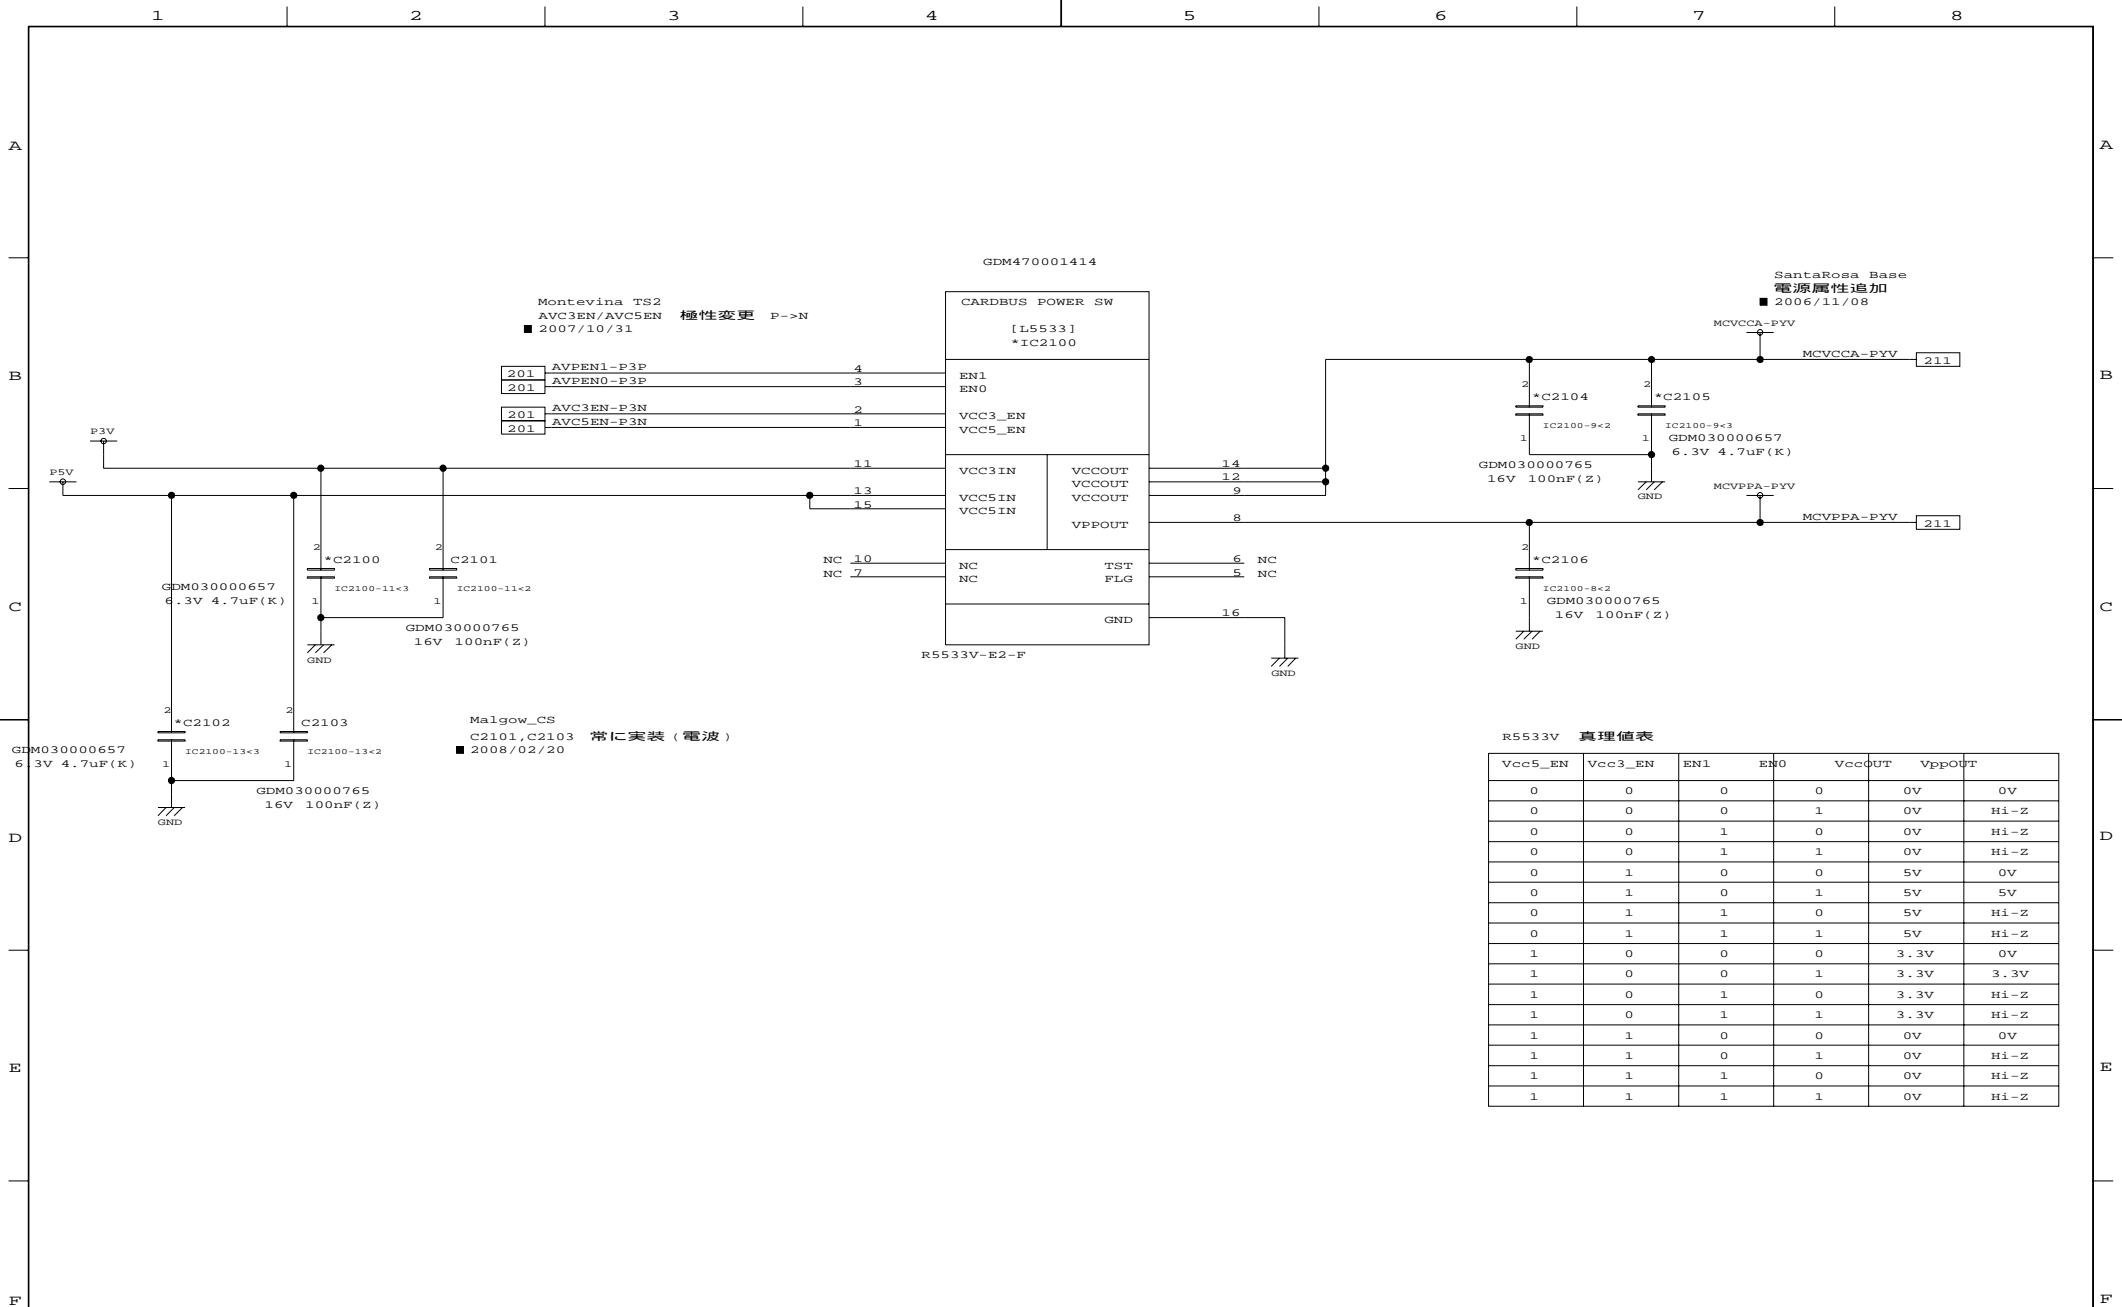 1 2 3 4 5 6 7 8
A A
GDM470001414
Montevina TS2
AVC3EN/AVC5EN 極性変更 P->N
■ 2007/10/31
CARDBUS POWER SW
[L5533]
*IC2100
SantaRosa Base
電源属性追加
■ 2006/11/08
MCVCCA-PYV
MCVCCA-PYV 211
B B
201 AVPEN1-P3P 4 EN1
201 AVPEN0-P3P 3 EN0
201 AVC3EN-P3N 2 VCC3_EN
201 AVC5EN-P3N 1 VCC5_EN
2 *C2104
IC2100-9<2
1
GDM030000765
16V 100nF(Z)
2 *C2105
IC2100-9<3
1 GDM030000657
6.3V 4.7uF(K)
GND
P3V
P5V
11 VCC3IN VCCOUT 14
VCCOUT 12
13 VCC5IN VCCOUT 9
15 VCC5IN
VPPOUT 8
MCVPPA-PYV
MCVPPA-PYV 211
NC 10 NC TST 6 NC
NC 7 NC FLG 5 NC
GND 16
GND
R5533V-E2-F
C C
2 *C2100
GDM030000657
IC2100-11<3
6.3V 4.7uF(K)
1
2 C2101
IC2100-11<2
1
GDM030000765
16V 100nF(Z)
GND
2 *C2106
IC2100-8<2
1 GDM030000765
16V 100nF(Z)
GND
2 *C2102
GDM030000657
IC2100-13<3
6.3V 4.7uF(K) 1
2 C2103
IC2100-13<2
1
GDM030000765
16V 100nF(Z)
GND
Malgow_CS
C2101,C2103 常に実装(電波)
■ 2008/02/20
D D
R5533V 真理値表
Vcc5_EN Vcc3_EN EN1 EN0 VccOUT VppOUT
0 0 0 0 0V 0V
0 0 0 1 0V Hi-Z
0 0 1 0 0V Hi-Z
0 0 1 1 0V Hi-Z
0 1 0 0 5V 0V
0 1 0 1 5V 5V
0 1 1 0 5V Hi-Z
0 1 1 1 5V Hi-Z
1 0 0 0 3.3V 0V
1 0 0 1 3.3V 3.3V
1 0 1 0 3.3V Hi-Z
1 0 1 1 3.3V Hi-Z
1 1 0 0 0V 0V
1 1 0 1 0V Hi-Z
1 1 1 0 0V Hi-Z
1 1 1 1 0V Hi-Z
E E
F F